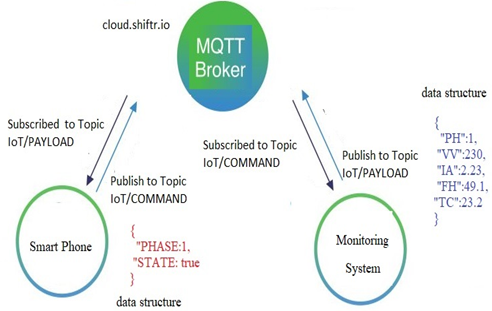 cloud.shiftr.io
MQTT
Broker
data structure
Subscribed to Topic
IoT/PAYLOAD
Subscribed to Topic
IoT/COMMAND
Publish to Topic
IoT/PAYLOAD
Publish to Topic
IoT/COMMAND
{
"PH":1,
"VV":230,
"IA":2.23,
"FH":49.1,
"TC":23.2
}
Smart Phone
{
"PHASE:1,
"STATE: true
}
data structure
Monitoring
System